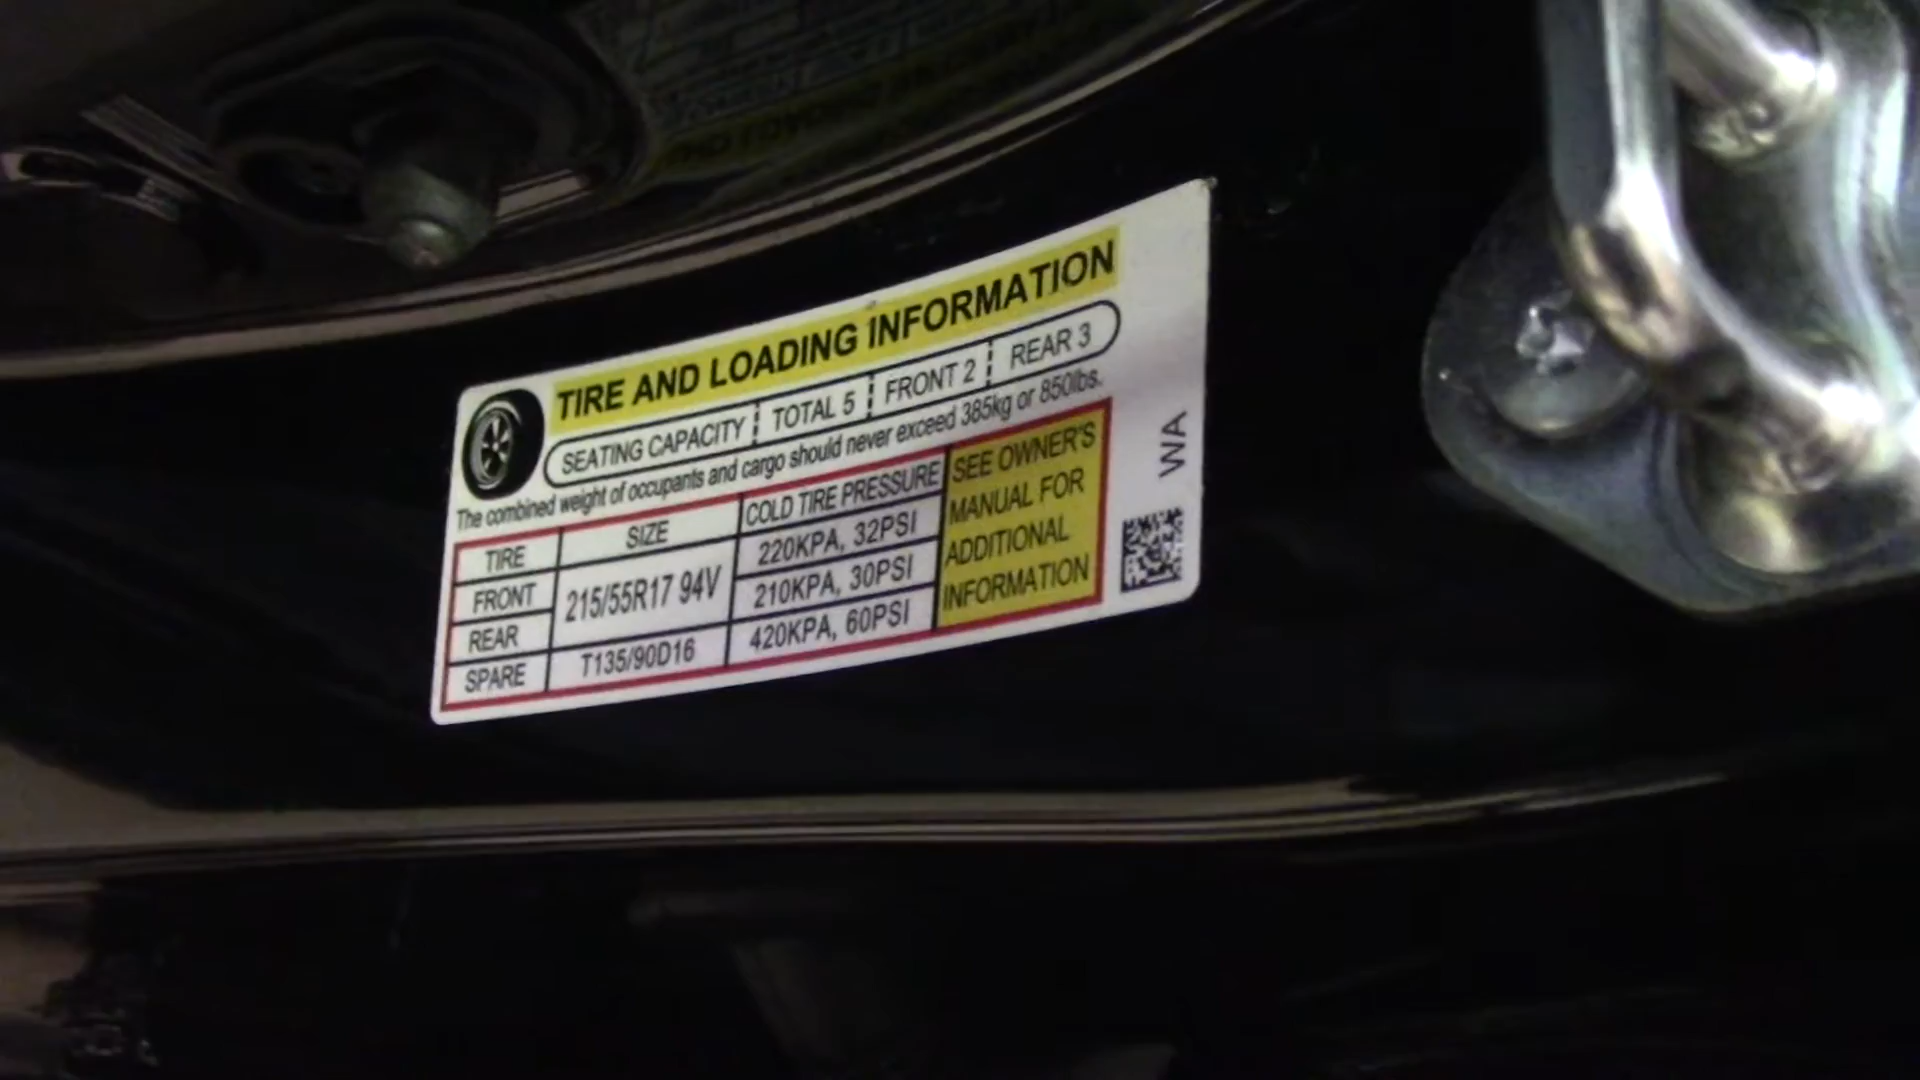 TIRE AND LOADING INFORMATION
SEATING CAPACITY TOTAL 5 FRONT 2 REAR 3
The combined weight of occupants and cargo should never exceed 385kg or 850lbs.
TIRE SIZE COLD TIRE PRESSURE
FRONT 215/55R17 94V 220KPA, 32PSI
REAR 210KPA, 30PSI
SPARE T135/90D16 420KPA, 60PSI
SEE OWNER'S
MANUAL FOR
ADDITIONAL
INFORMATION
WA